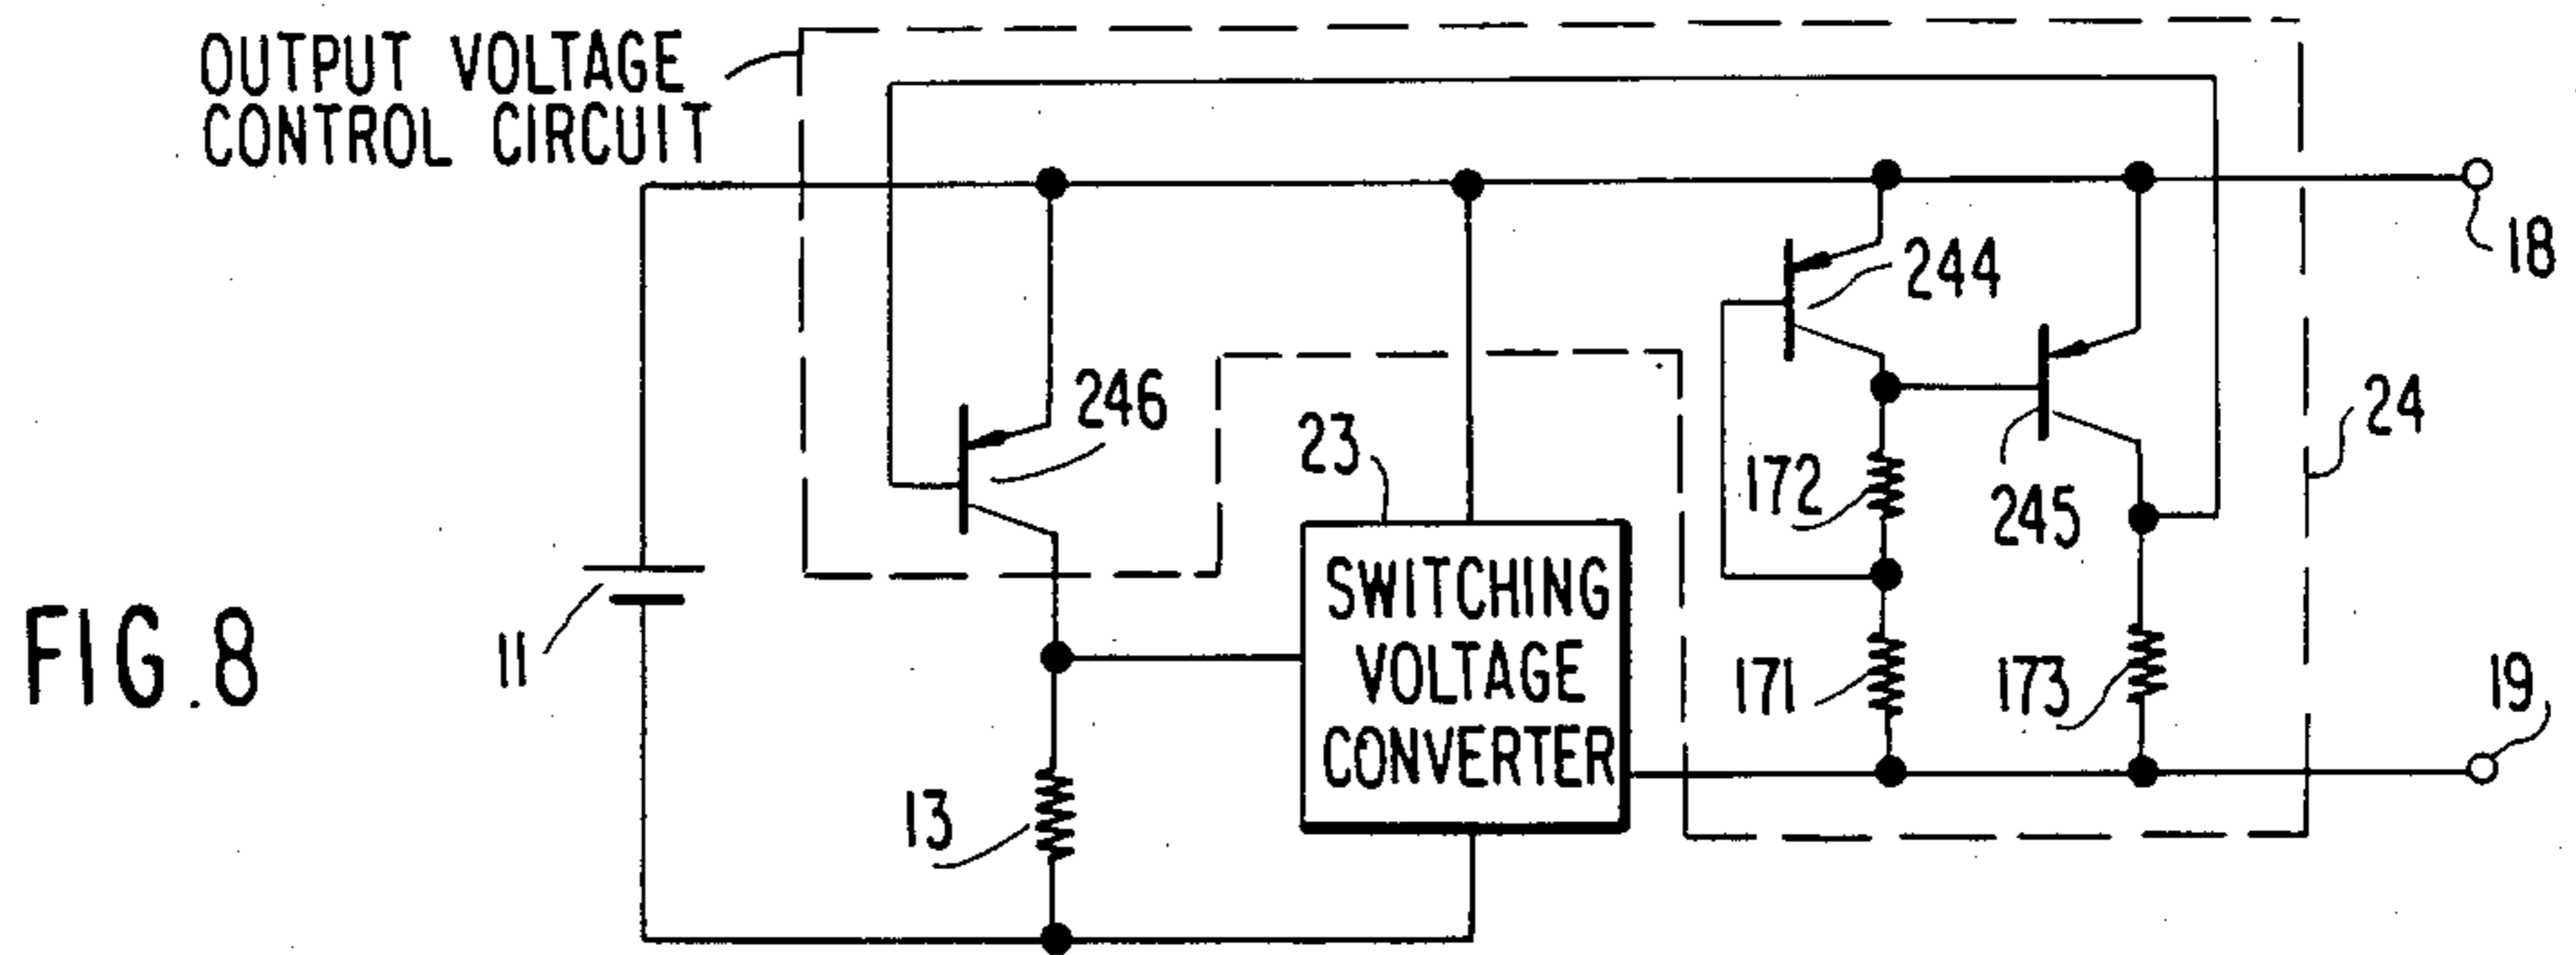 OUTPUT VOLTAGE
CONTROL CIRCUIT
18
244
246
24
23
172
245
SWITCHING
VOLTAGE
CONVERTER
11
FIG.8
171
173
19
13